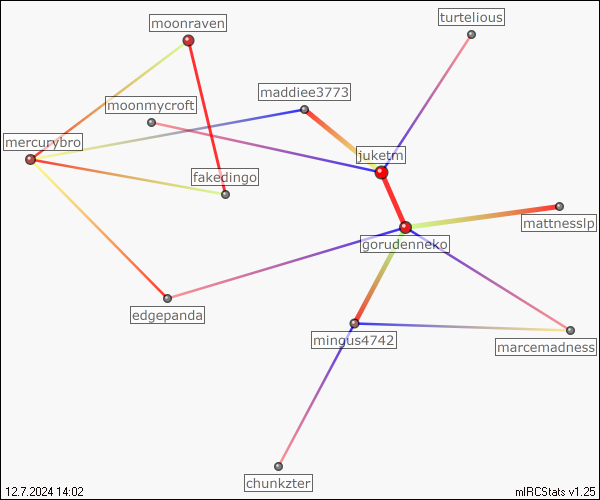 turtelious
moonraven
maddiee3773
moonmycroft
mercurybro
juketm
fakedingo
mattnesslp
gorudenneko
edgepanda
mingus4742
marcemadness
chunkzter
12.7.2024 14:02
mIRCStats v1.25